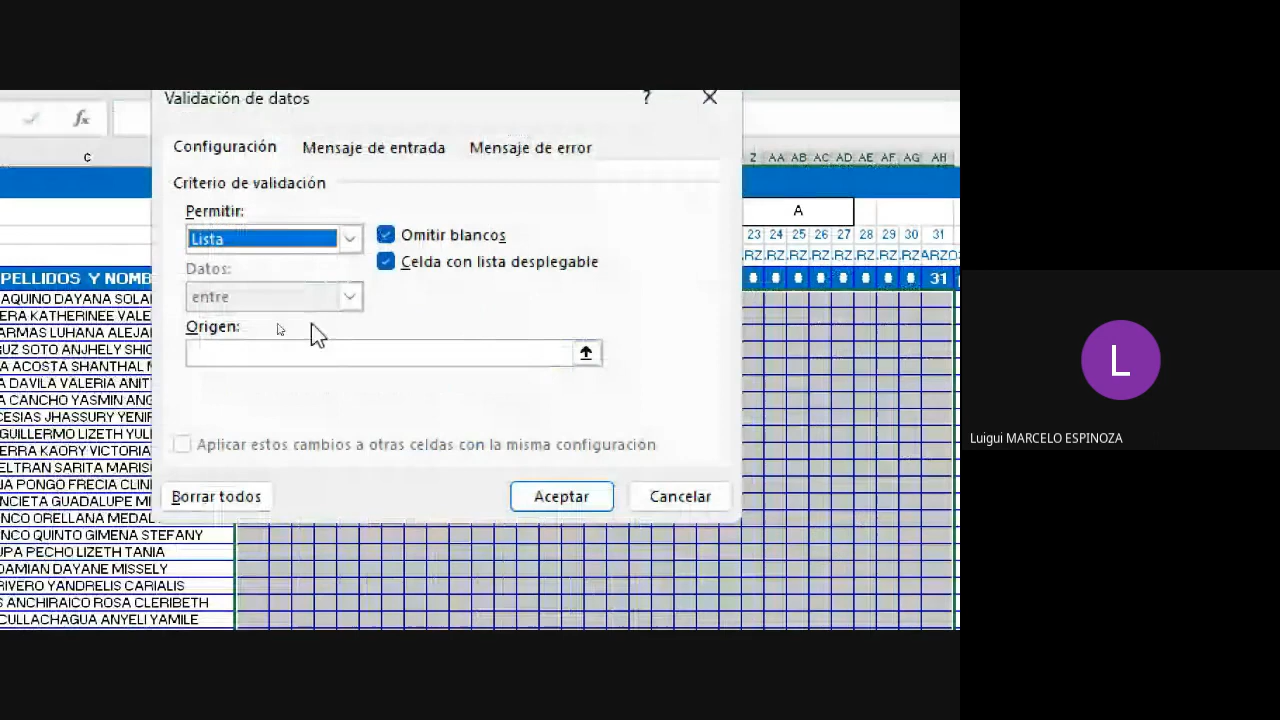 Validación de datos
?
fx
Configuración
Mensaje de entrada
Mensaje de error
C
Z AA AB AC AD AE AF AG AH
Criterio de validación
Permitir:
A
Lista
Omitir blancos
23 24 25 26 27 28 29 30 31
Celda con lista desplegable
Datos:
PELLIDOS Y NOMB
31
entre
AQUINO DAYANA SOLA
ERA KATHERINEE VALE
Origen:
ARMAS LUHANA ALEJA
UZ SOTO ANJHELY SHIO
A ACOSTA SHANTHAL
A DAVILA VALERIA ANIT
A CANCHO YASMIN ANG
CESIAS JHASSURY YENIF
GUILLERMO LIZETH YULI
Aplicar estos cambios a otras celdas con la misma configuración
ERRA KAORY VICTORIA
ELTRAN SARITA MARIS
UA PONGO FRECIA CLIN
NCIETA GUADALUPE MI
Borrar todos
Aceptar
Cancelar
NCO ORELLANA MEDAL
NCO QUINTO GIMENA STEFANY
UPA PECHO LIZETH TANIA
DAMIAN DAYANE MISSELY
RIVERO YANDRELIS CARIALIS
S ANCHIRAICO ROSA CLERIBETH
CULLACHAGUA ANYELI YAMILE
L
Luigui MARCELO ESPINOZA